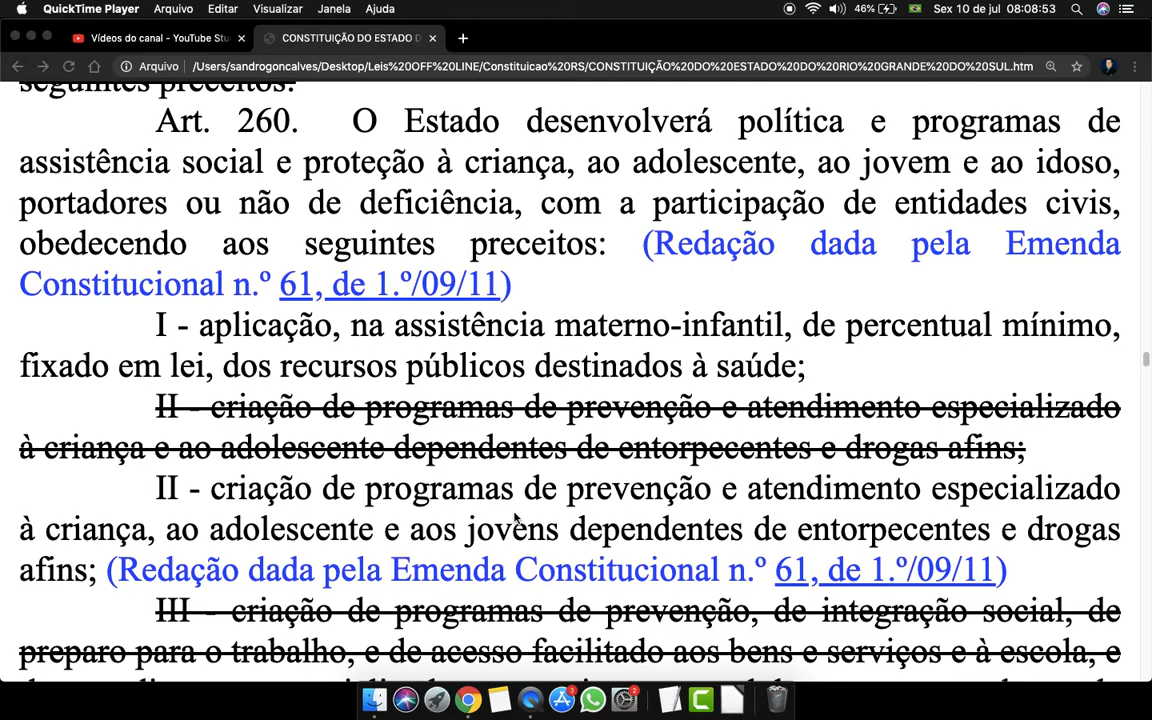 QuickTime Player Arquivo Editar Visualizar Janela Ajuda 46% Sex 10 de jul 08:08:53
Vídeos do canal - YouTube Stu × CONSTITUIÇÃO DO ESTADO D × +
Arquivo | /Users/sandrogoncalves/Desktop/Leis%20OFF%20LINE/Constituicao%20RS/CONSTITUIÇÃO%20DO%20ESTADO%20DO%20RIO%20GRANDE%20DO%20SUL.htm
seguintes preceitos:
Art. 260. O Estado desenvolverá política e programas de
assistência social e proteção à criança, ao adolescente, ao jovem e ao idoso,
portadores ou não de deficiência, com a participação de entidades civis,
obedecendo aos seguintes preceitos: (Redação dada pela Emenda
Constitucional n.º 61, de 1.º/09/11)
I - aplicação, na assistência materno-infantil, de percentual mínimo,
fixado em lei, dos recursos públicos destinados à saúde;
II - criação de programas de prevenção e atendimento especializado
à criança e ao adolescente dependentes de entorpecentes e drogas afins;
II - criação de programas de prevenção e atendimento especializado
à criança, ao adolescente e aos jovens dependentes de entorpecentes e drogas
afins; (Redação dada pela Emenda Constitucional n.º 61, de 1.º/09/11)
III - criação de programas de prevenção, de integração social, de
preparo para o trabalho, e de acesso facilitado aos bens e serviços e à escola, e
3
2